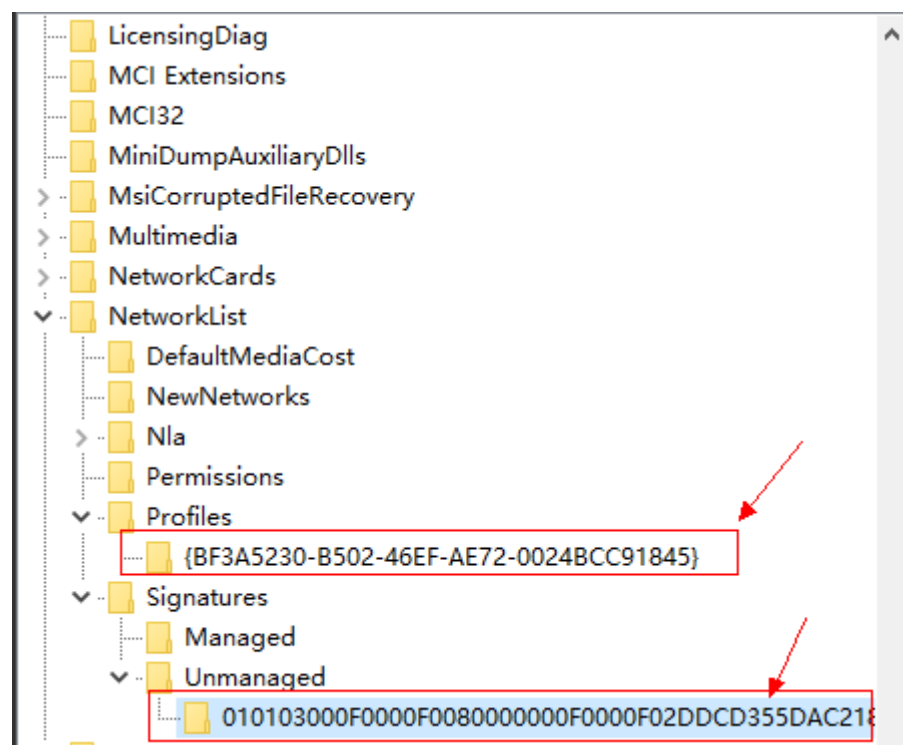 LicensingDiag
MCI Extensions
MCI32
MiniDumpAuxiliaryDlls
MsiCorruptedFileRecovery
Multimedia
NetworkCards
NetworkList
DefaultMediaCost
NewNetworks
Nla
Permissions
Profiles
{BF3A5230-B502-46EF-AE72-0024BCC91845}
Signatures
Managed
Unmanaged
010103000F0000F0080000000F0000F02DDCD355DAC218